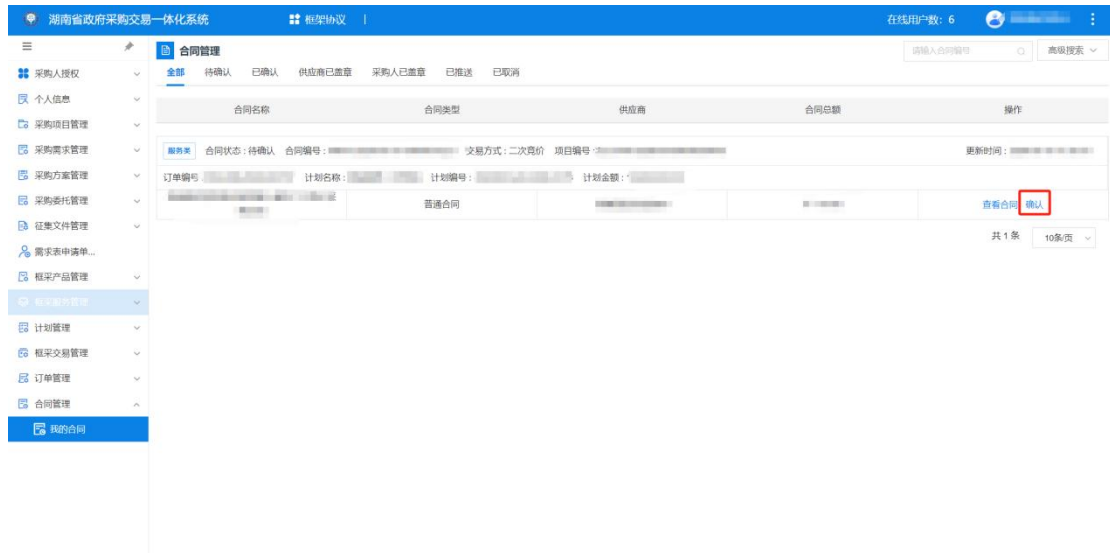 湖南省政府采购交易一体化系统 框架协议 在线用户数：6
合同管理 请输入合同编号 高级搜索
全部 待确认 已确认 供应商已盖章 采购人已盖章 已推送 已取消
合同名称 合同类型 供应商 合同总额 操作
服务类 合同状态：待确认 合同编号： 交易方式：二次竞价 项目编号： 更新时间：
订单编号 计划名称： 计划编号： 计划金额：
普通合同 查看合同 确认
共 1 条 10条/页
采购人授权
个人信息
采购项目管理
采购需求管理
采购方案管理
采购委托管理
征集文件管理
需求表申请单...
框采产品管理
框采服务管理
计划管理
框采交易管理
订单管理
合同管理
我的合同